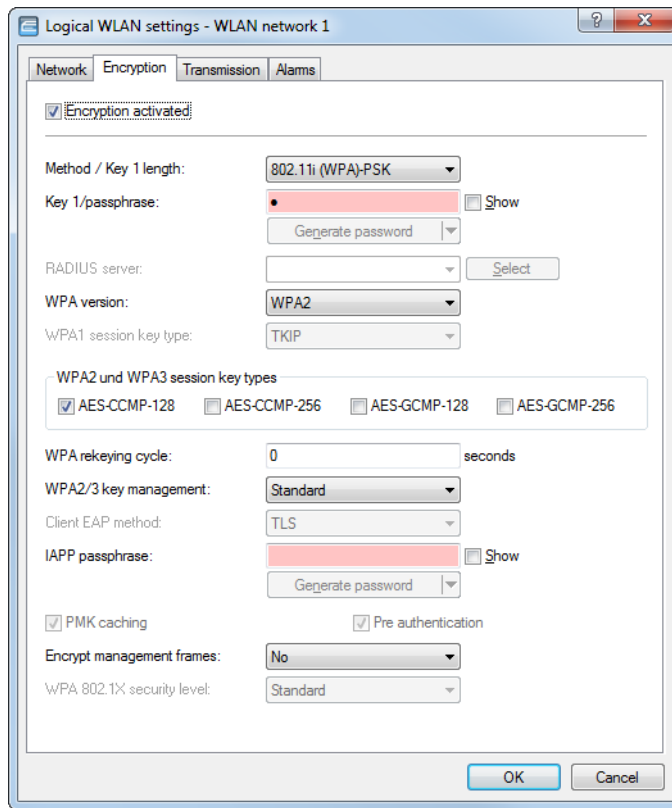 Logical WLAN settings - WLAN network 1
Network Encryption Transmission Alarms
Encryption activated
Method / Key 1 length: 802.11i (WPA)-PSK
Key 1/passphrase: ● Show
Generate password
RADIUS server: Select
WPA version: WPA2
WPA1 session key type: TKIP
WPA2 und WPA3 session key types
AES-CCMP-128 AES-CCMP-256 AES-GCMP-128 AES-GCMP-256
WPA rekeying cycle: 0 seconds
WPA2/3 key management: Standard
Client EAP method: TLS
IAPP passphrase: Show
Generate password
PMK caching Pre authentication
Encrypt management frames: No
WPA 802.1X security level: Standard
OK Cancel